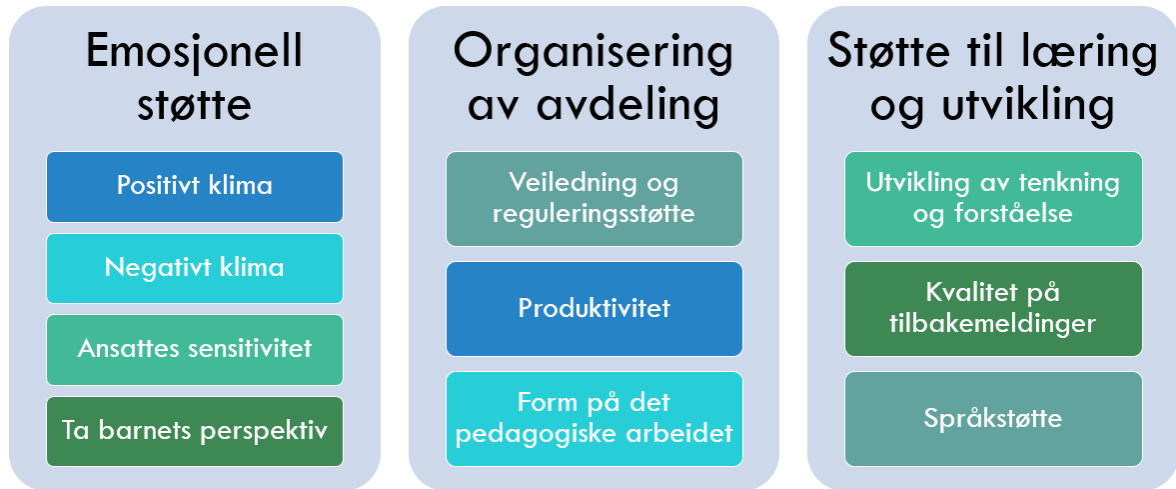 Emosjonell
støtte
Positivt klima
Negativt klima
Ansattes sensitivitet
Ta barnets perspektiv
Organisering
av avdeling
Veiledning og
reguleringsstøtte
Produktivitet
Form på det
pedagogiske arbeidet
Støtte til læring
og utvikling
Utvikling av tenkning
og forståelse
Kvalitet på
tilbakemeldinger
Språkstøtte